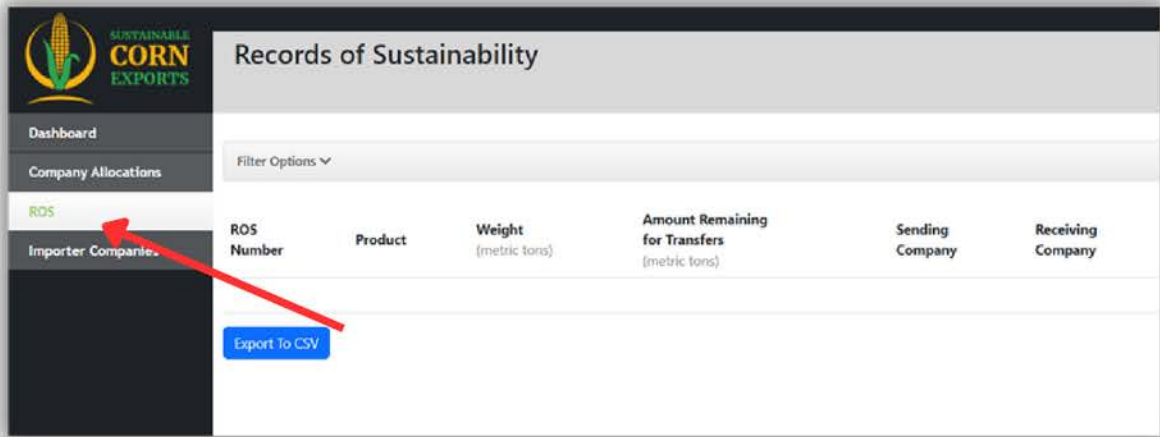 SUSTAINABLE
CORN
EXPORTS
Records of Sustainability
Dashboard
Company Allocations
ROS
Importer Companies
Filter Options
ROS
Number
Product
Weight
(metric tons)
Amount Remaining
for Transfers
(metric tons)
Sending
Company
Receiving
Company
Export To CSV